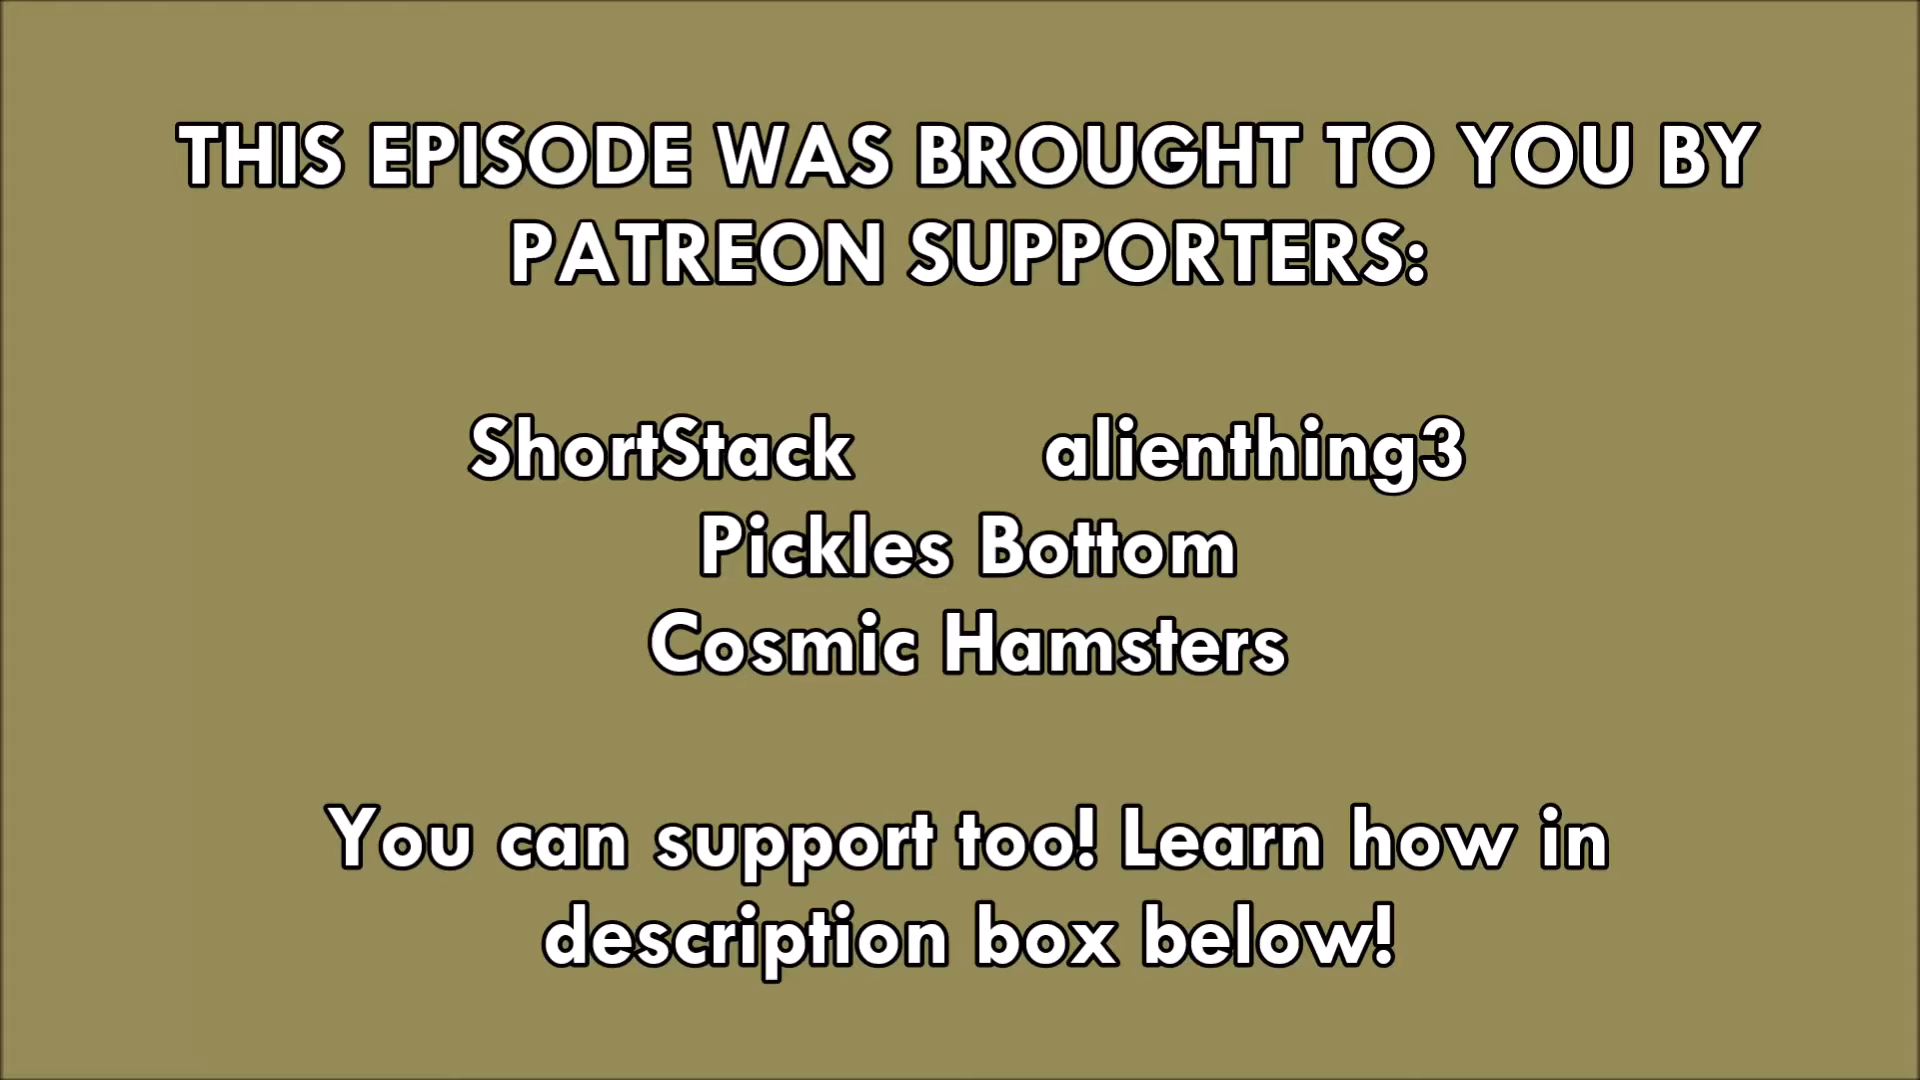 THIS EPISODE WAS BROUGHT TO YOU BY
PATREON SUPPORTERS:
ShortStack alienthing3
Pickles Bottom
Cosmic Hamsters
You can support too! Learn how in
description box below!